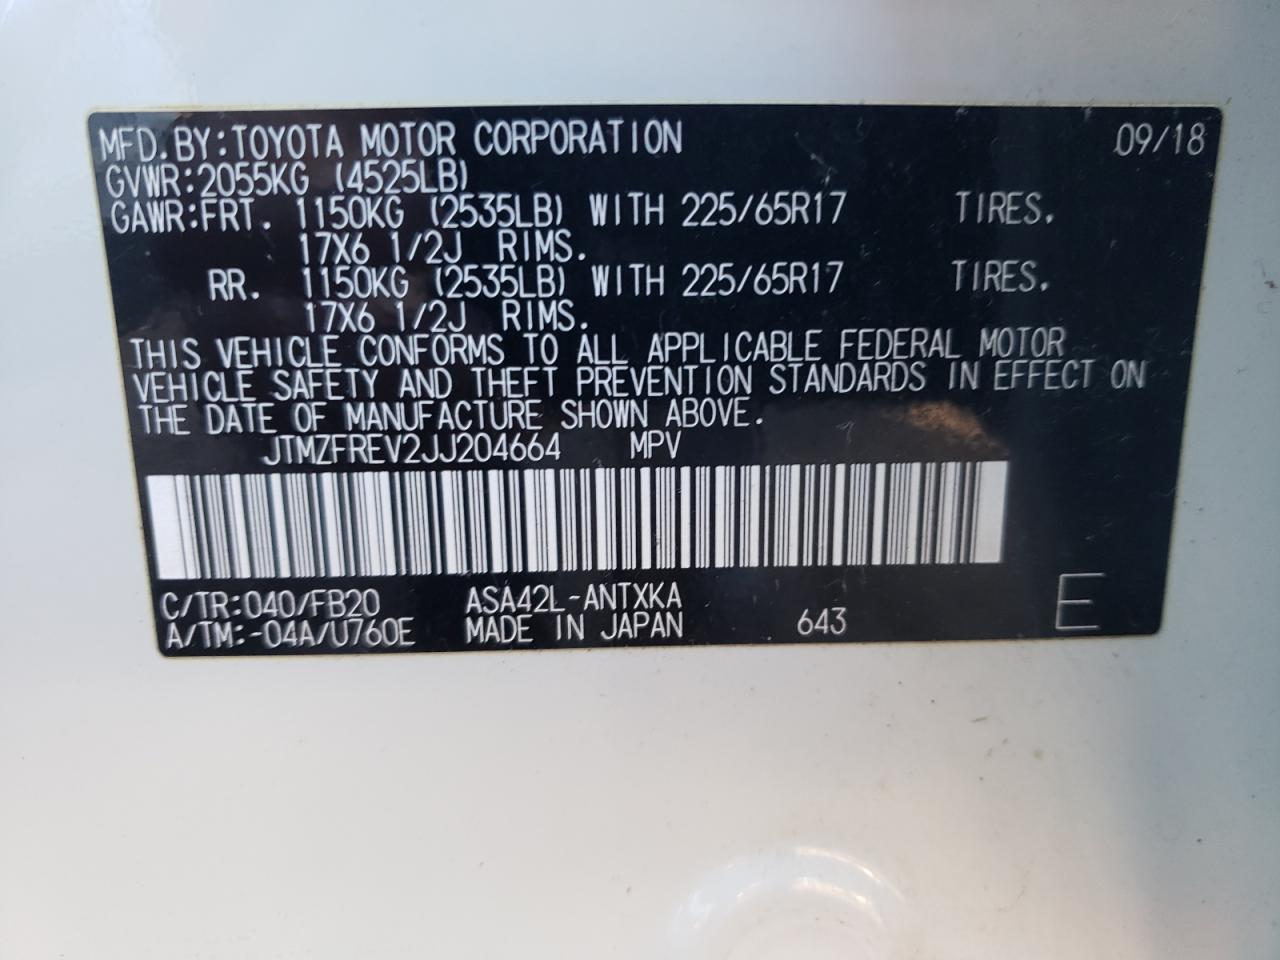 MFD.BY:TOYOTA MOTOR CORPORATION 09/18
GVWR:2055KG (4525LB)
GAWR:FRT. 1150KG (2535LB) WITH 225/65R17 TIRES.
17X6 1/2J RIMS.
RR. 1150KG (2535LB) WITH 225/65R17 TIRES.
17X6 1/2J RIMS.
THIS VEHICLE CONFORMS TO ALL APPLICABLE FEDERAL MOTOR
VEHICLE SAFETY AND THEFT PREVENTION STANDARDS IN EFFECT ON
THE DATE OF MANUFACTURE SHOWN ABOVE.
JTMZFREV2JJ204664 MPV
C/TR:040/FB20 ASA42L-ANTXKA
A/TM:-04A/U760E MADE IN JAPAN 643 E